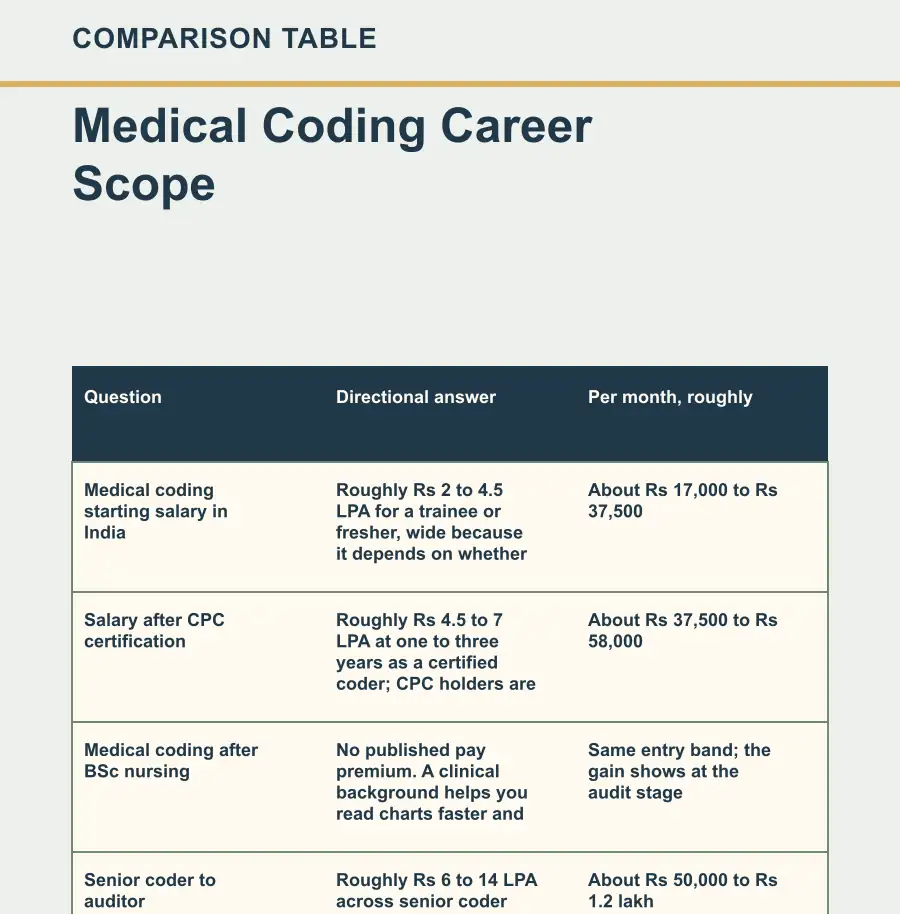 COMPARISON TABLE
Medical Coding Career
Scope
Question
Directional answer
Per month, roughly
Medical coding
starting salary in
India
Roughly Rs 2 to 4.5
LPA for a trainee or
fresher, wide because
it depends on whether
About Rs 17,000 to Rs
37,500
Salary after CPC
certification
Roughly Rs 4.5 to 7
LPA at one to three
years as a certified
coder; CPC holders are
About Rs 37,500 to Rs
58,000
Medical coding after
BSc nursing
No published pay
premium. A clinical
background helps you
read charts faster and
Same entry band; the
gain shows at the
audit stage
Senior coder to
auditor
Roughly Rs 6 to 14 LPA
across senior coder
About Rs 50,000 to Rs
1.2 lakh